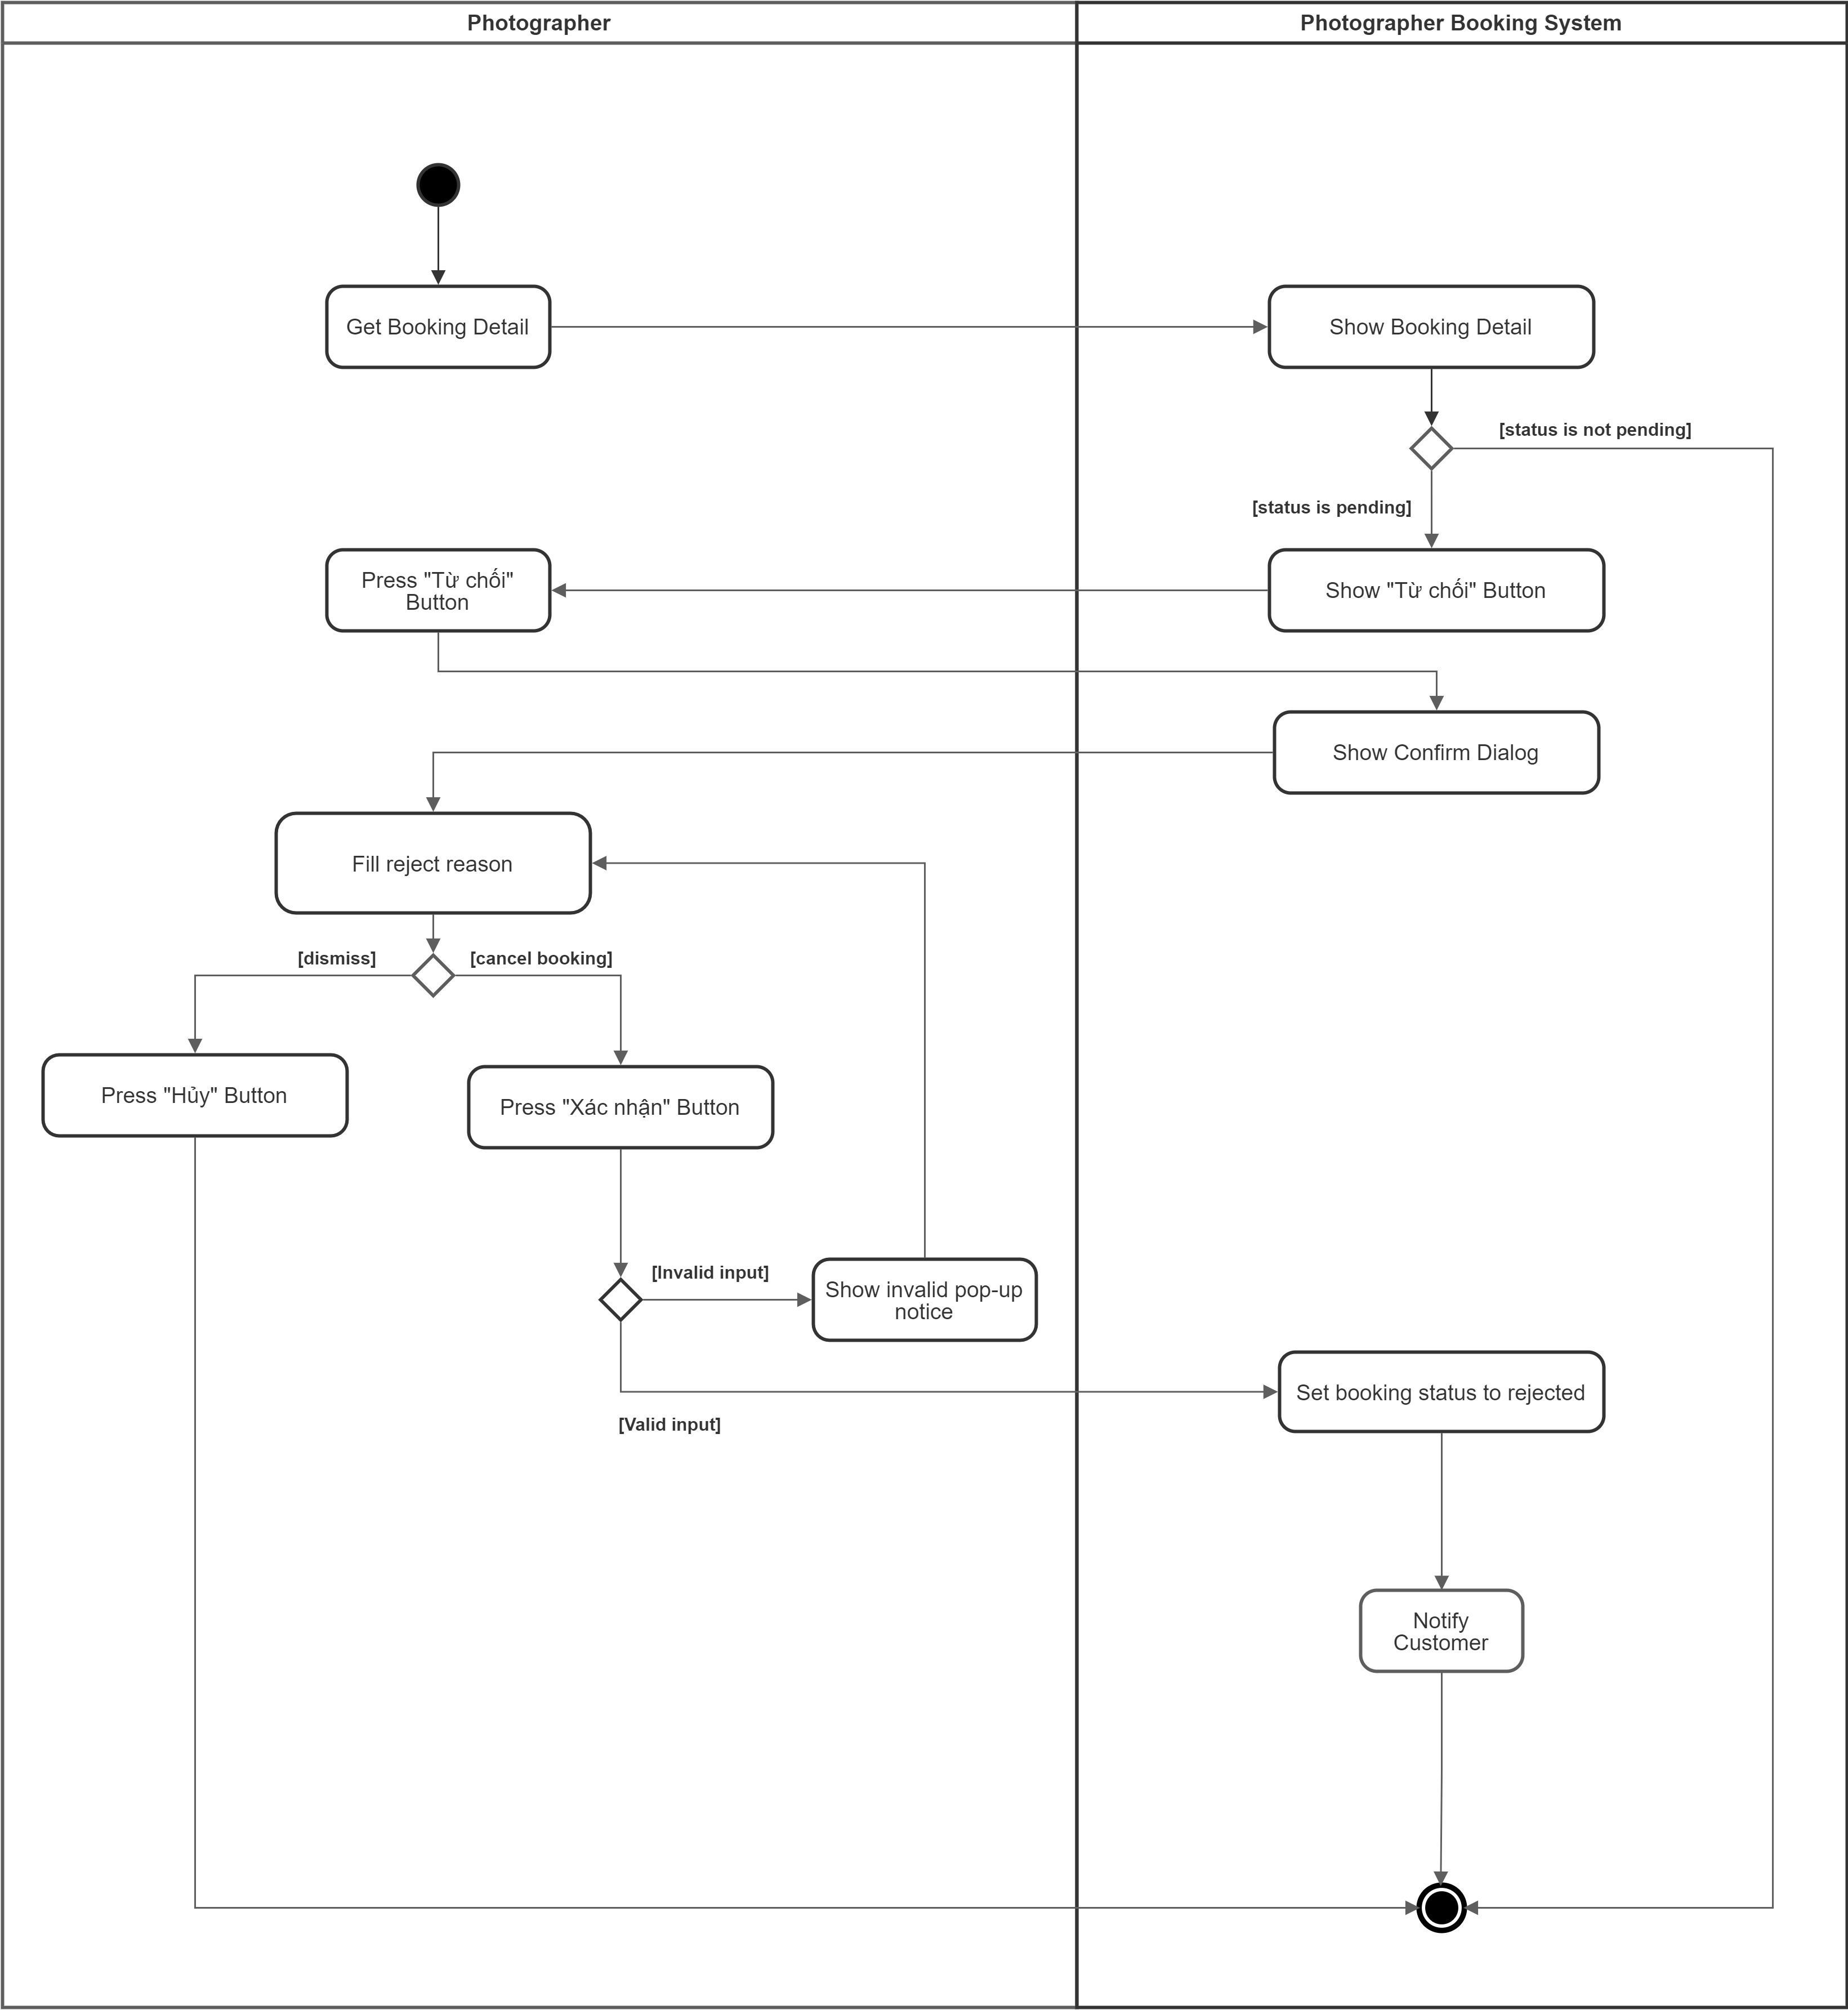 Photographer
Photographer Booking System
Get Booking Detail
Show Booking Detail
[status is not pending]
[status is pending]
Press "Từ chối"
Button
Show "Từ chối" Button
Show Confirm Dialog
Fill reject reason
[dismiss]
[cancel booking]
Press "Hủy" Button
Press "Xác nhận" Button
[Invalid input]
Show invalid pop-up
notice
[Valid input]
Set booking status to rejected
Notify
Customer